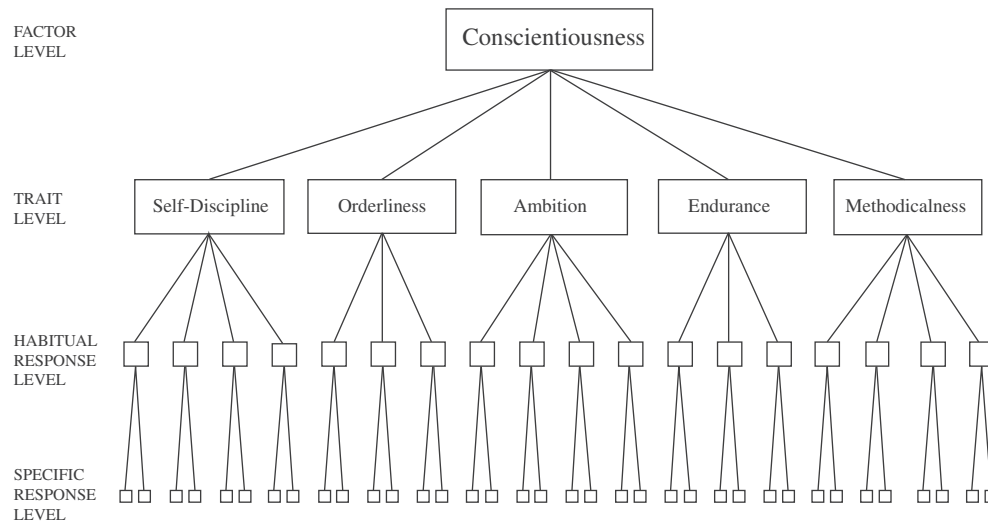 FACTOR
LEVEL
Conscientiousness
TRAIT
LEVEL
Self-Discipline
Orderliness
Ambition
Endurance
Methodicalness
HABITUAL
RESPONSE
LEVEL
SPECIFIC
RESPONSE
LEVEL